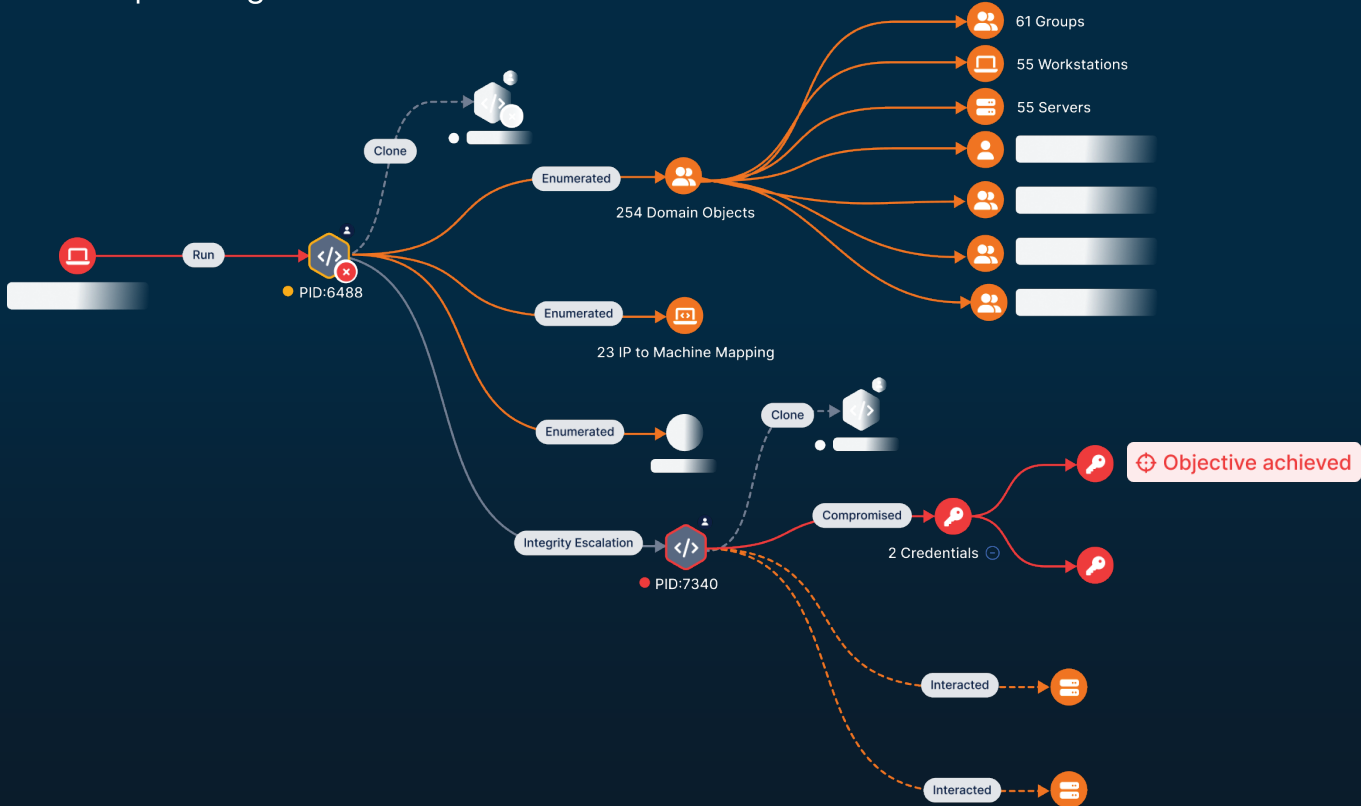 61 Groups
55 Workstations
55 Servers
Clone
Enumerated
254 Domain Objects
Run
PID:6488
Enumerated
23 IP to Machine Mapping
Enumerated
Clone
Objective achieved
Compromised
2 Credentials
Integrity Escalation
PID:7340
Interacted
Interacted